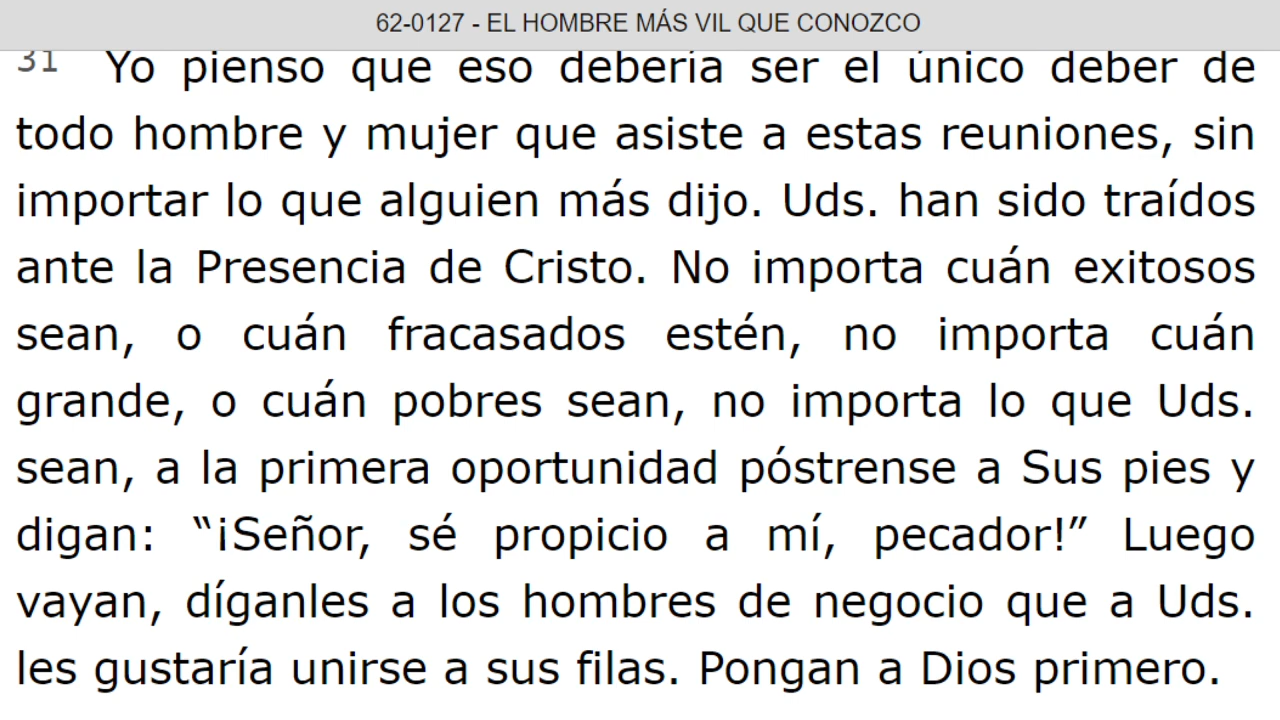 62-0127 - EL HOMBRE MÁS VIL QUE CONOZCO
31 Yo pienso que eso debería ser el único deber de
todo hombre y mujer que asiste a estas reuniones, sin
importar lo que alguien más dijo. Uds. han sido traídos
ante la Presencia de Cristo. No importa cuán exitosos
sean, o cuán fracasados estén, no importa cuán
grande, o cuán pobres sean, no importa lo que Uds.
sean, a la primera oportunidad póstrense a Sus pies y
digan: “¡Señor, sé propicio a mí, pecador!” Luego
vayan, díganles a los hombres de negocio que a Uds.
les gustaría unirse a sus filas. Pongan a Dios primero.